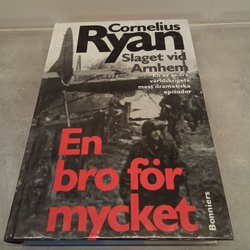 Cornelius
Ryan
Slaget vid
Arnhem
en av andra
världskrigets
mest dramatiska
episoder
En
bro för
mycket
Bonniers